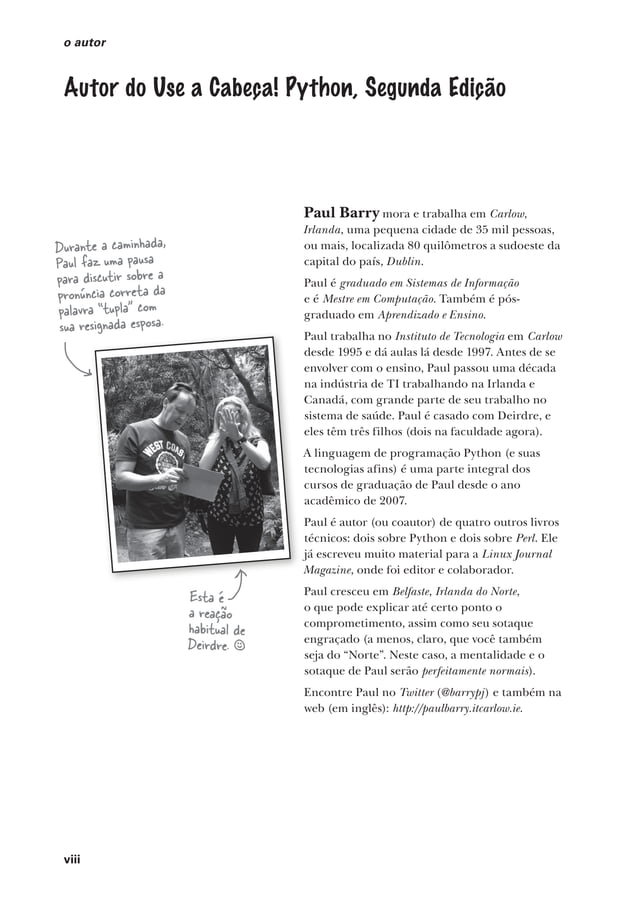 o autor
Autor do Use a Cabeça! Python, Segunda Edição
Durante a caminhada,
Paul faz uma pausa
para discutir sobre a
pronúncia correta da
palavra “tupla” com
sua resignada esposa.
WEST COAST
Esta é
a reação
habitual de
Deirdre. ☺
Paul Barry mora e trabalha em Carlow,
Irlanda, uma pequena cidade de 35 mil pessoas,
ou mais, localizada 80 quilômetros a sudoeste da
capital do país, Dublin.
Paul é graduado em Sistemas de Informação
e é Mestre em Computação. Também é pós-
graduado em Aprendizado e Ensino.
Paul trabalha no Instituto de Tecnologia em Carlow
desde 1995 e dá aulas lá desde 1997. Antes de se
envolver com o ensino, Paul passou uma década
na indústria de TI trabalhando na Irlanda e
Canadá, com grande parte de seu trabalho no
sistema de saúde. Paul é casado com Deirdre, e
eles têm três filhos (dois na faculdade agora).
A linguagem de programação Python (e suas
tecnologias afins) é uma parte integral dos
cursos de graduação de Paul desde o ano
acadêmico de 2007.
Paul é autor (ou coautor) de quatro outros livros
técnicos: dois sobre Python e dois sobre Perl. Ele
já escreveu muito material para a Linux Journal
Magazine, onde foi editor e colaborador.
Paul cresceu em Belfaste, Irlanda do Norte,
o que pode explicar até certo ponto o
comprometimento, assim como seu sotaque
engraçado (a menos, claro, que você também
seja do “Norte”. Neste caso, a mentalidade e o
sotaque de Paul serão perfeitamente normais).
Encontre Paul no Twitter (@barrypj) e também na
web (em inglês): http://paulbarry.itcarlow.ie.
viii